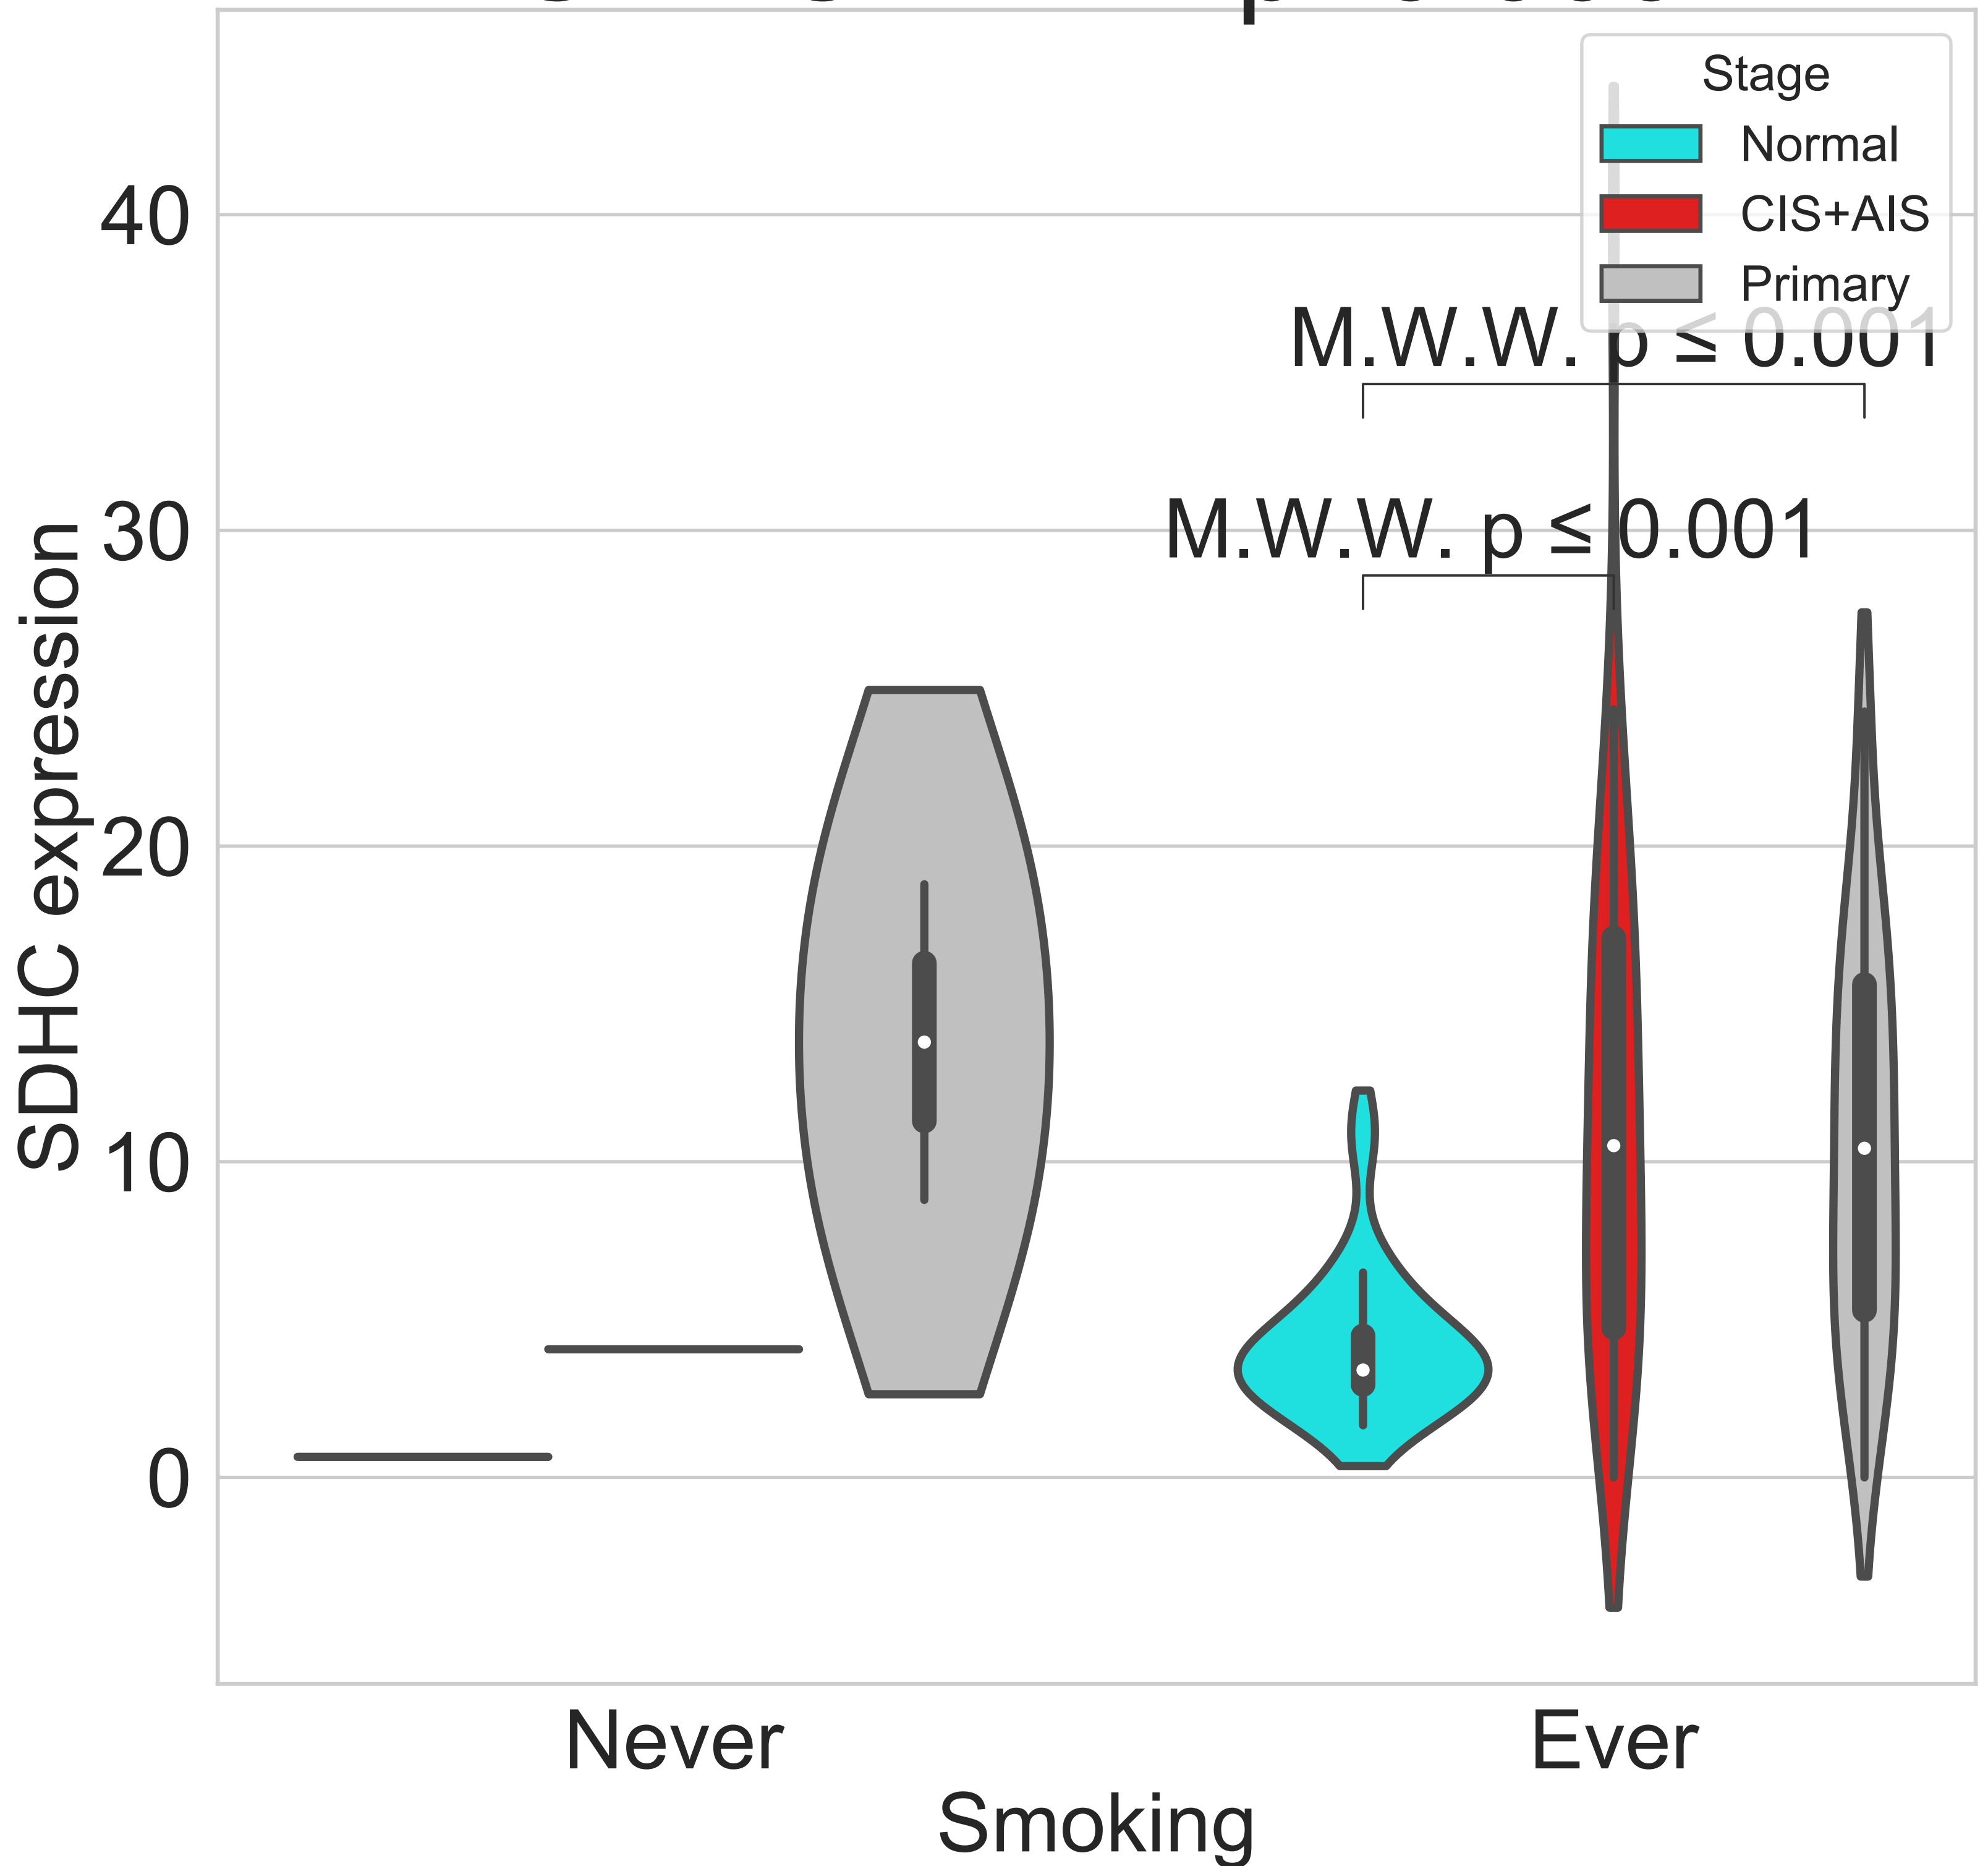 Stage
Normal
CIS+AIS
Primary
M.W.W. p ≤ 0.001
M.W.W. p ≤ 0.001
40
30
20
10
0
SDHC expression
Never
Ever
Smoking